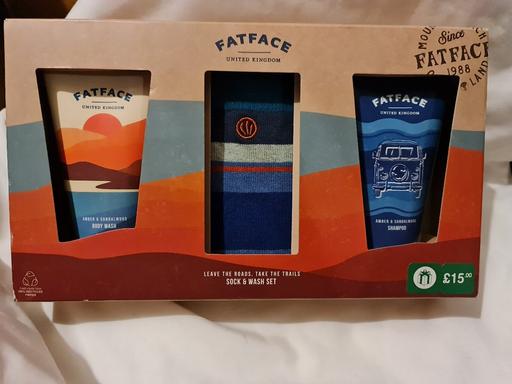 FATFACE
UNITED KINGDOM
Since
FATFACE
1988
LAND
FATFACE
UNITED KINGDOM
AMBER & SANDALWOOD
BODY WASH
FATFACE
UNITED KINGDOM
AMBER & SANDALWOOD
SHAMPOO
LEAVE THE ROADS, TAKE THE TRAILS
SOCK & WASH SET
£15.00